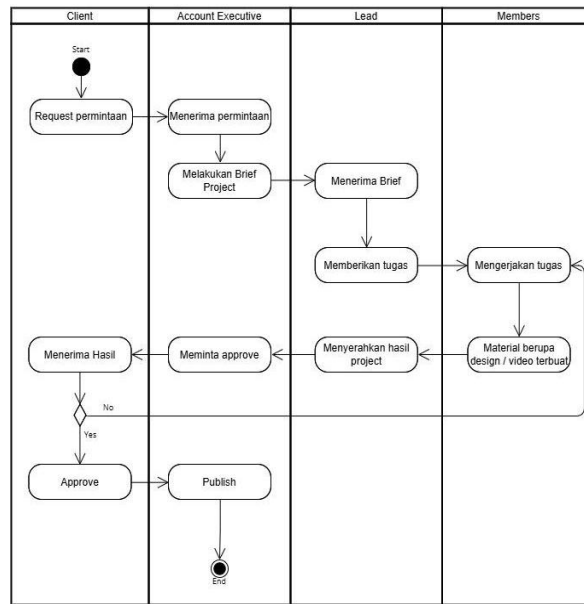 Client
Account Executive
Lead
Members
Start
Request permintaan
Menerima permintaan
Melakukan Brief
Project
Menerima Brief
Memberikan tugas
Mengerjakan tugas
Menerima Hasil
Meminta approve
Menyerahkan hasil
project
Material berupa
design / video terbuat
No
Yes
Approve
Publish
End